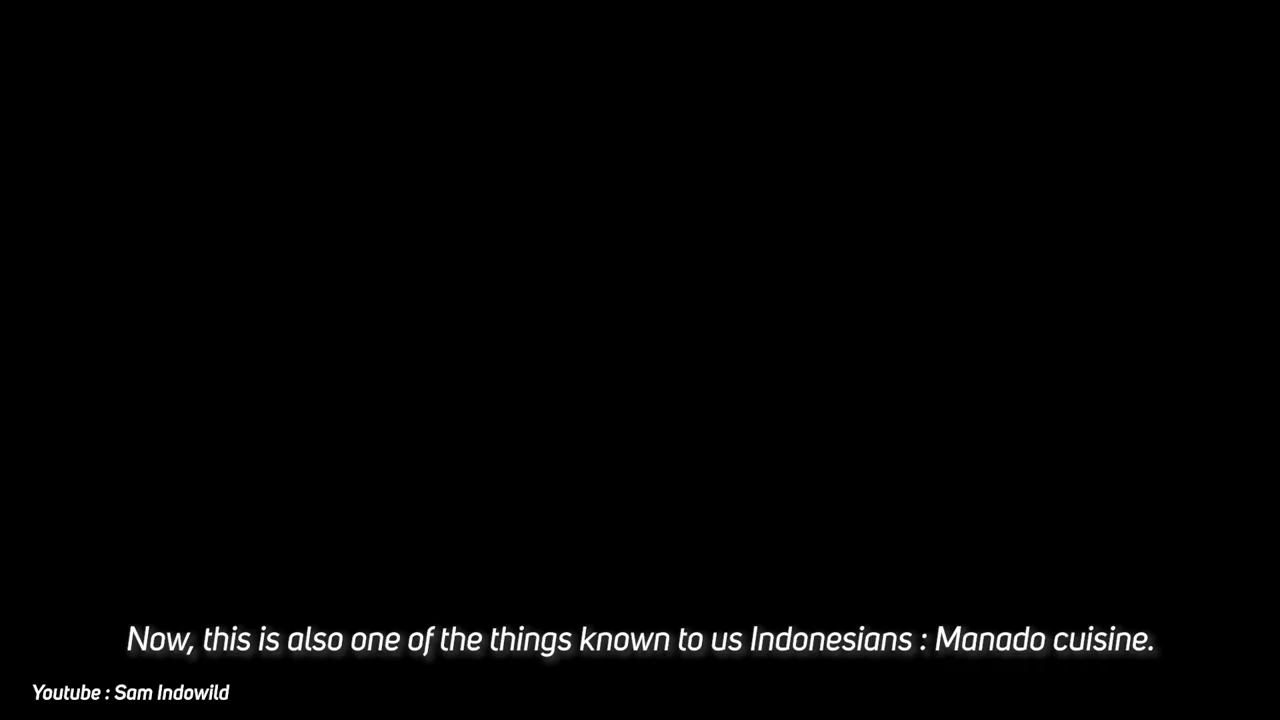 Now, this is also one of the things known to us Indonesians : Manado cuisine.
Youtube : Sam Indowild